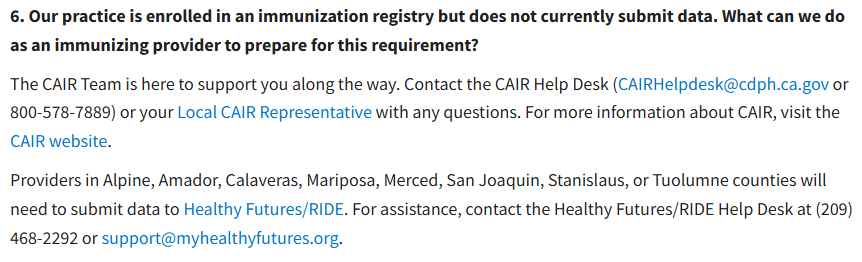 6. Our practice is enrolled in an immunization registry but does not currently submit data. What can we do
as an immunizing provider to prepare for this requirement?
The CAIR Team is here to support you along the way. Contact the CAIR Help Desk (CAIRHelpdesk@cdph.ca.gov or
800-578-7889) or your Local CAIR Representative with any questions. For more information about CAIR, visit the
CAIR website.
Providers in Alpine, Amador, Calaveras, Mariposa, Merced, San Joaquin, Stanislaus, or Tuolumne counties will
need to submit data to Healthy Futures/RIDE. For assistance, contact the Healthy Futures/RIDE Help Desk at (209)
468-2292 or support@myhealthyfutures.org.